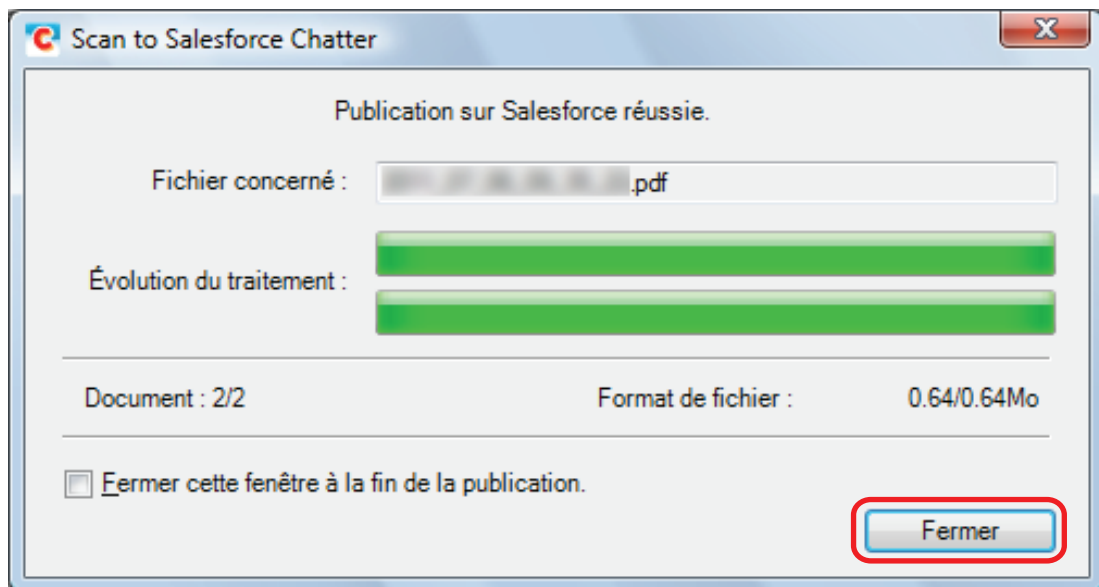 Scan to Salesforce Chatter
Publication sur Salesforce réussie.
Fichier concerné : .pdf
Évolution du traitement :
Document : 2/2 Format de fichier : 0.64/0.64Mo
Fermer cette fenêtre à la fin de la publication.
Fermer